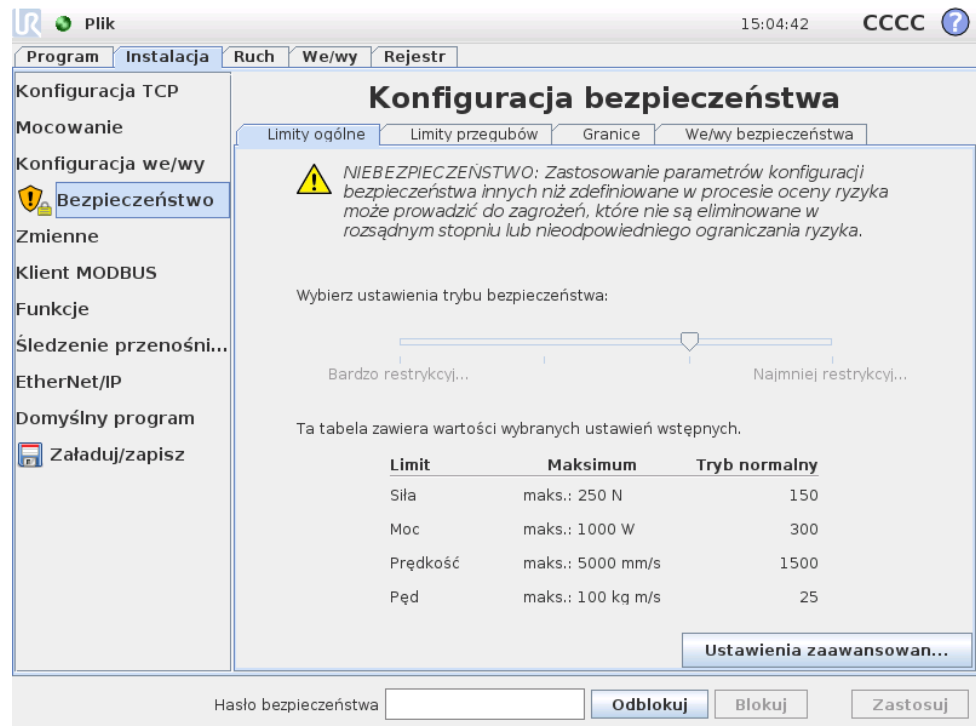 UR Plik 15:04:42 CCCC ?
Program Instalacja Ruch We/wy Rejestr
Konfiguracja TCP
Mocowanie
Konfiguracja we/wy
Bezpieczeństwo
Zmienne
Klient MODBUS
Funkcje
Śledzenie przenośni...
EtherNet/IP
Domyślny program
Załaduj/zapisz
Konfiguracja bezpieczeństwa
Limity ogólne Limity przegubów Granice We/wy bezpieczeństwa
NIEBEZPIECZEŃSTWO: Zastosowanie parametrów konfiguracji
bezpieczeństwa innych niż zdefiniowane w procesie oceny ryzyka
może prowadzić do zagrożeń, które nie są eliminowane w
rozsądnym stopniu lub nieodpowiedniego ograniczania ryzyka.
Wybierz ustawienia trybu bezpieczeństwa:
Bardzo restrykcyj... Najmniej restrykcyj...
Ta tabela zawiera wartości wybranych ustawień wstępnych.
Limit Maksimum Tryb normalny
Siła maks.: 250 N 150
Moc maks.: 1000 W 300
Prędkość maks.: 5000 mm/s 1500
Pęd maks.: 100 kg m/s 25
Ustawienia zaawansowan...
Hasło bezpieczeństwa Odblokuj Blokuj Zastosuj